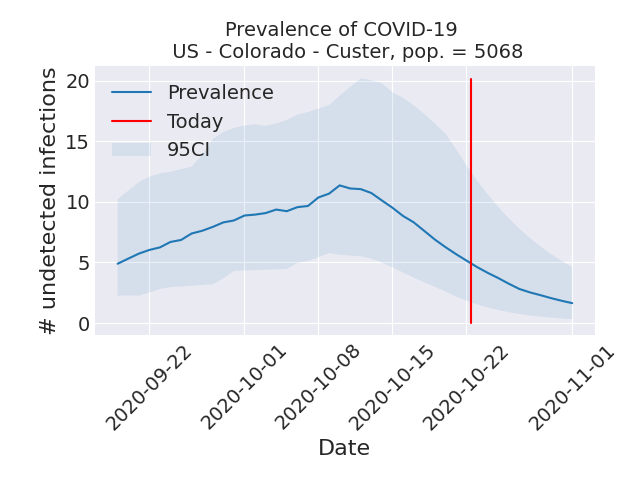 Prevalence of COVID-19
US - Colorado - Custer, pop. = 5068
# undetected infections
20
15
10
5
0
Prevalence
Today
95CI
2020-09-22
2020-10-01
2020-10-08
2020-10-15
2020-10-22
2020-11-01
Date